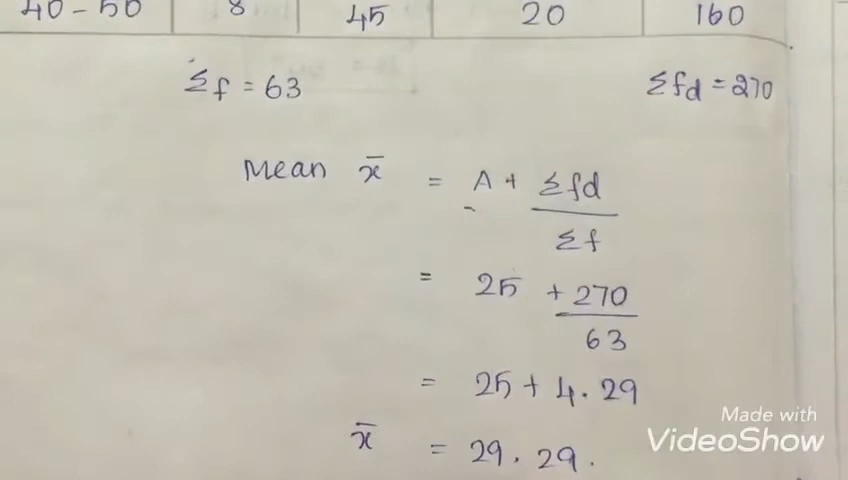 40 - 50 8 45 20 160
Σf = 63 Σfd = 270
Mean x̄ = A + Σfd
Σf
= 25 + 270
63
= 25 + 4.29
x̄ = 29.29.
Made with
VideoShow